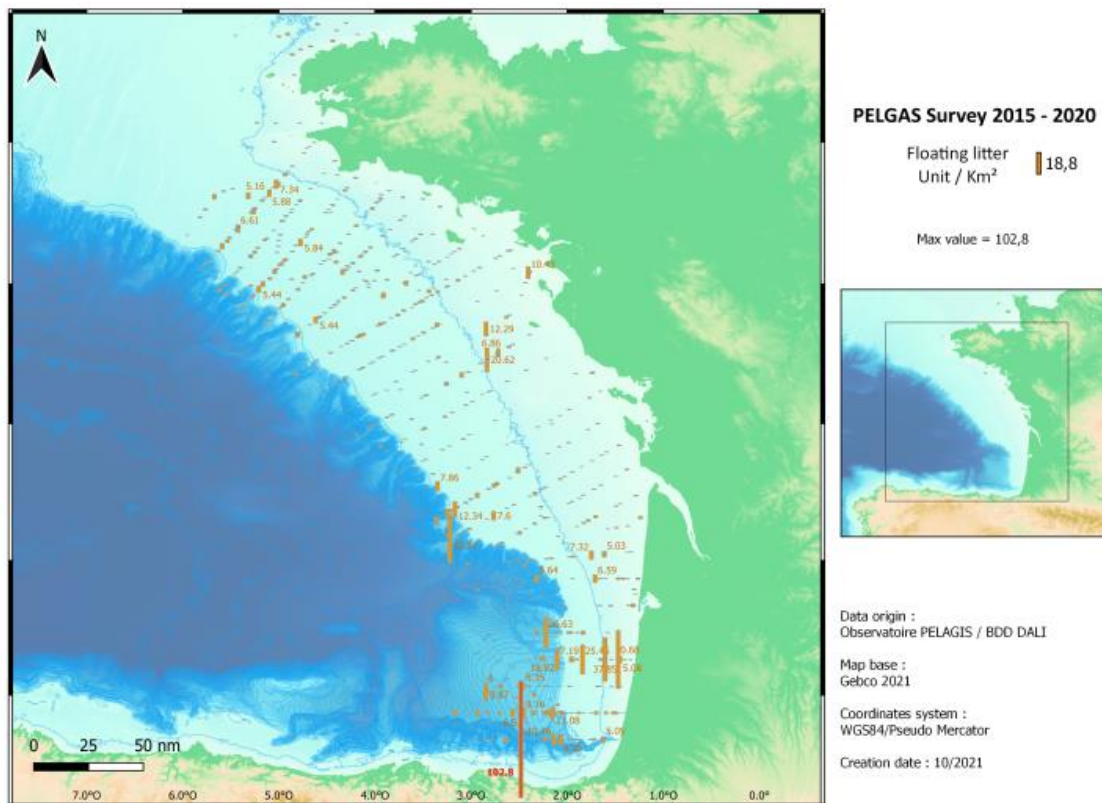 N
PELGAS Survey 2015 - 2020
Floating litter
Unit / Km²
18,8
Max value = 102,8
5.16
7.34
5.88
6.61
5.84
5.44
5.44
12.29
6.86
20.62
7.86
12.34
7.6
7.32
5.03
6.59
7.19
5.09
102.8
0 25 50 nm
7.0°O 6.0°O 5.0°O 4.0°O 3.0°O 2.0°O 1.0°O 0.0°
Data origin :
Observatoire PELAGIS / BDD DALI
Map base :
Gebco 2021
Coordinates system :
WGS84/Pseudo Mercator
Creation date : 10/2021